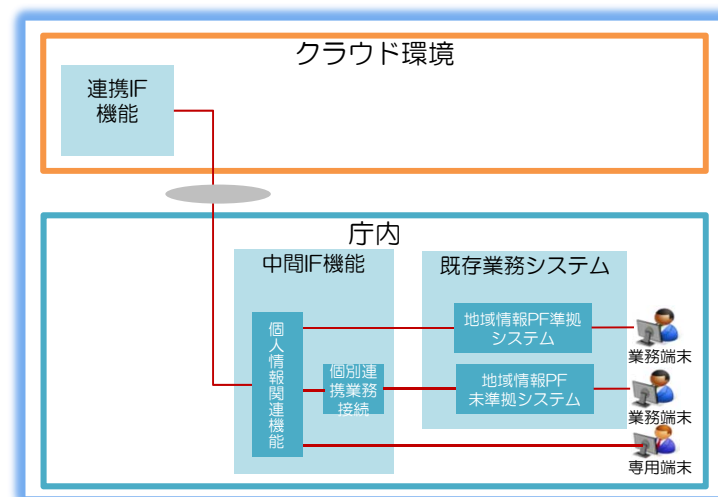 クラウド環境
連携IF
機能
庁内
中間IF機能
既存業務システム
個人情報関連機能
個別連
携業務
接続
地域情報PF準拠
システム
地域情報PF
未準拠システム
業務端末
業務端末
専用端末